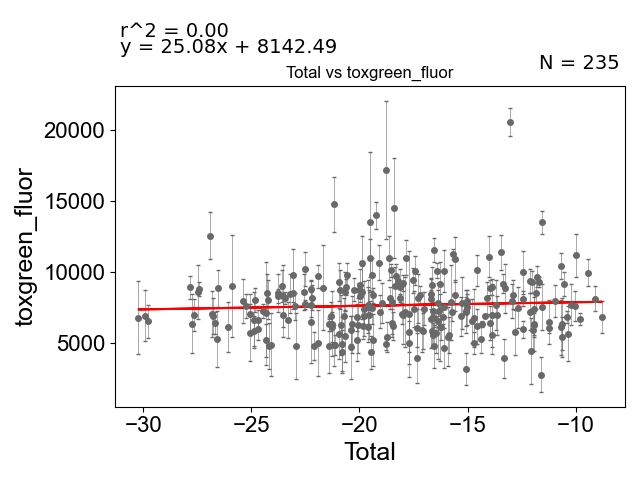 r^2 = 0.00
y = 25.08x + 8142.49
N = 235
Total vs toxgreen_fluor
20000
15000
10000
5000
toxgreen_fluor
−30
−25
−20
−15
−10
Total